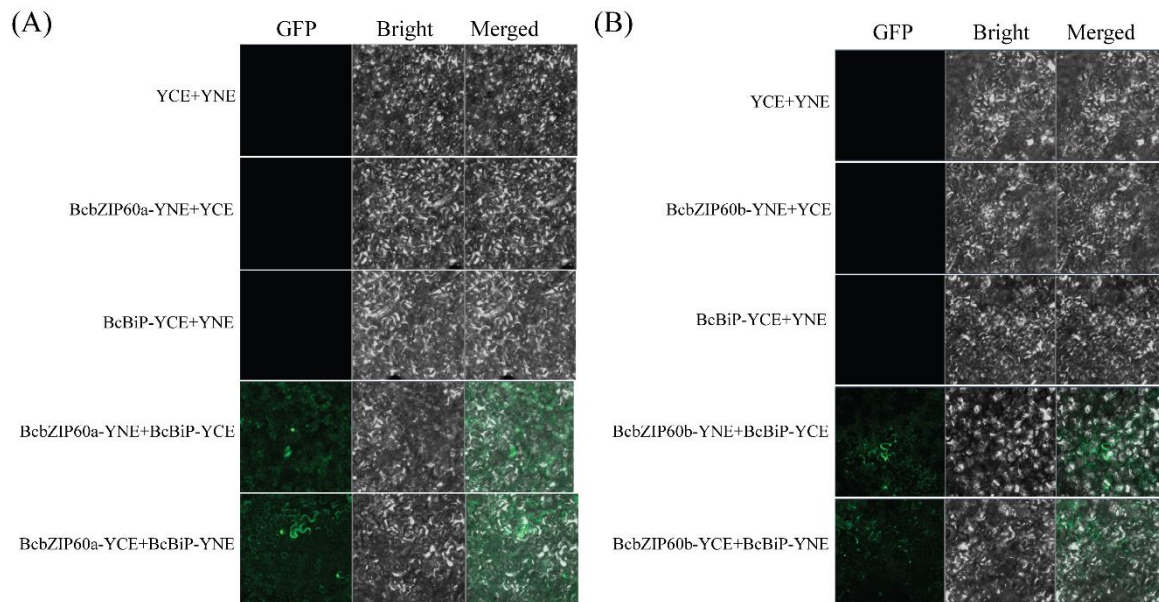 (A)
GFP Bright Merged
YCE+YNE
BcbZIP60a-YNE+YCE
BcBiP-YCE+YNE
BcbZIP60a-YNE+BcBiP-YCE
BcbZIP60a-YCE+BcBiP-YNE
(B)
GFP Bright Merged
YCE+YNE
BcbZIP60b-YNE+YCE
BcBiP-YCE+YNE
BcbZIP60b-YNE+BcBiP-YCE
BcbZIP60b-YCE+BcBiP-YNE